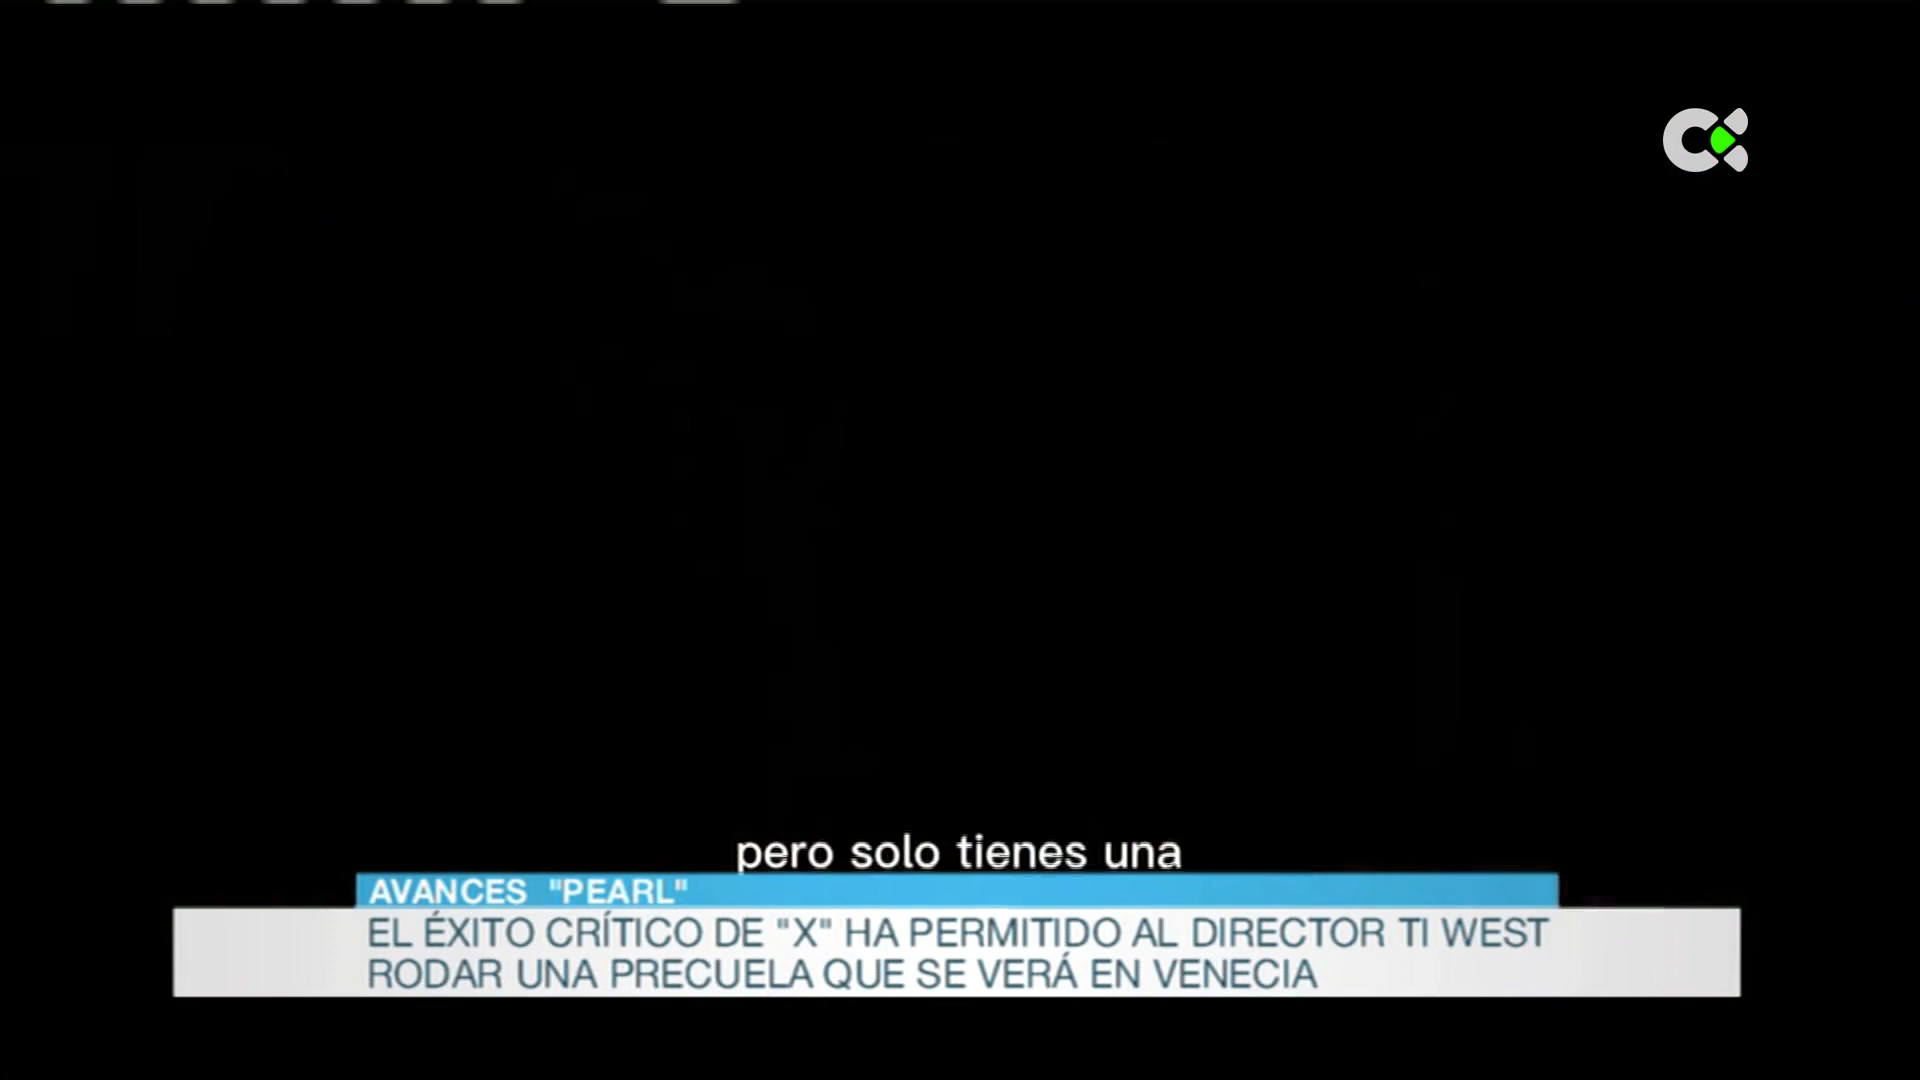 pero solo tienes una
AVANCES "PEARL"
EL ÉXITO CRÍTICO DE "X" HA PERMITIDO AL DIRECTOR TI WEST
RODAR UNA PRECUELA QUE SE VERÁ EN VENECIA